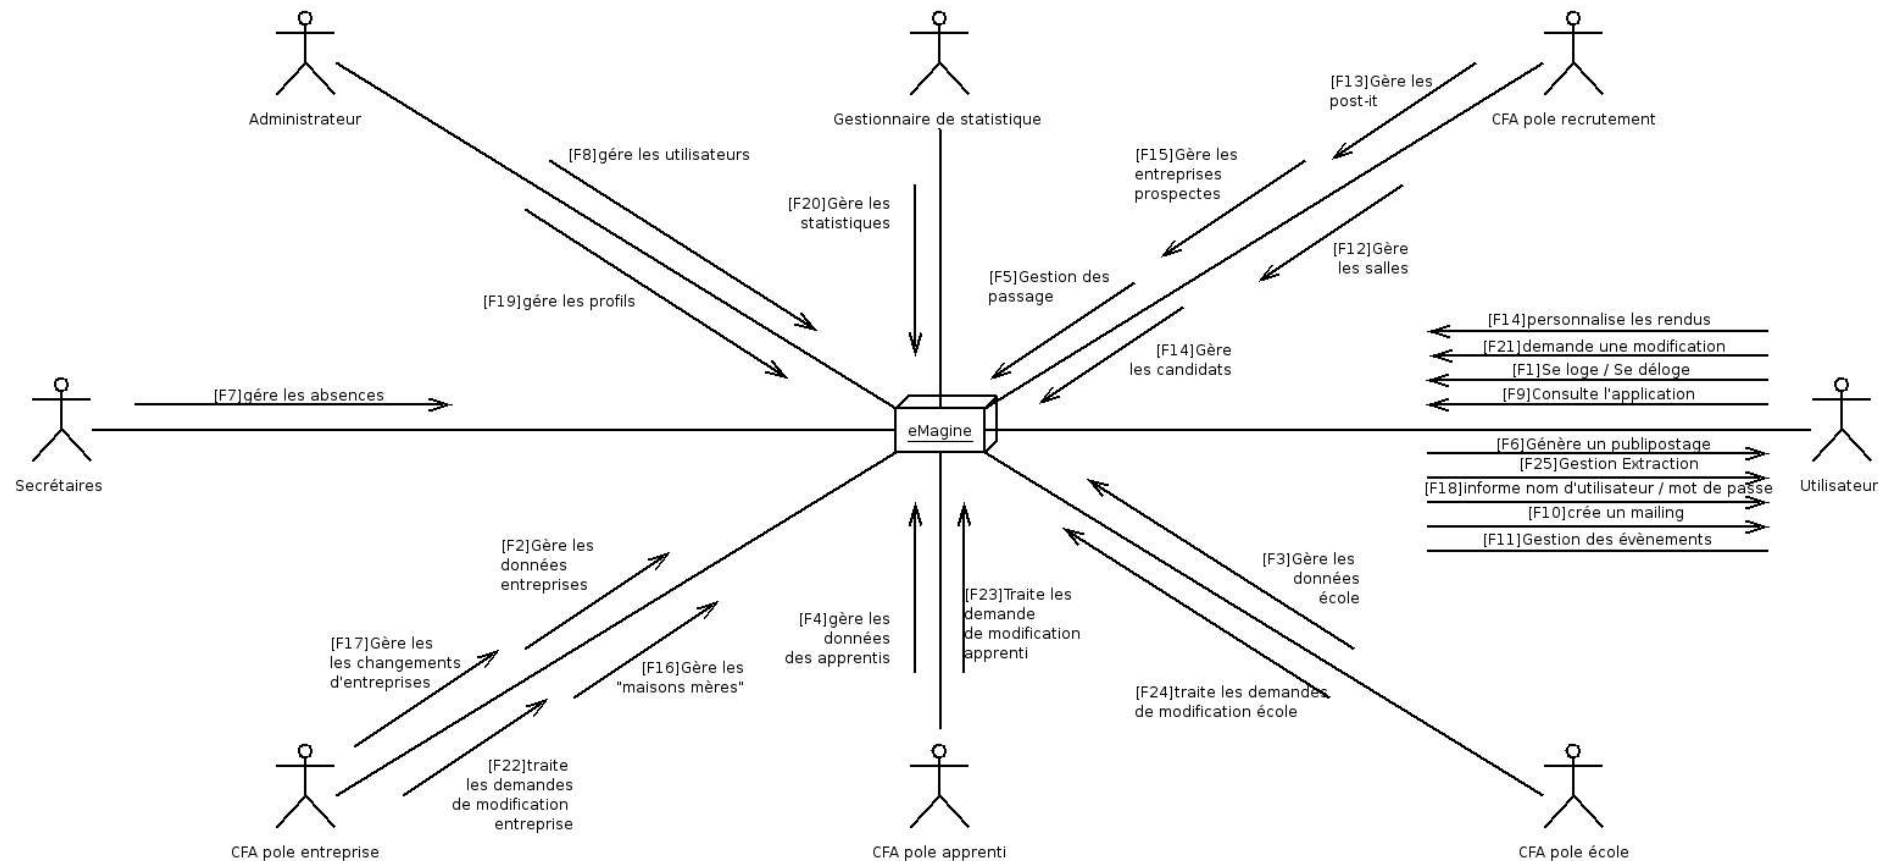 Administrateur
Gestionnaire de statistique
CFA pole recrutement
[F13]Gère les
post-it
[F8]gére les utilisateurs
[F15]Gère les
entreprises
prospectes
[F20]Gère les
statistiques
[F12]Gère
les salles
[F19]gére les profils
[F5]Gestion des
passage
[F14]Gère
les candidats
[F14]personnalise les rendus
[F21]demande une modification
[F1]Se loge / Se déloge
[F9]Consulte l'application
[F7]gére les absences
eMagine
Secrétaires
Utilisateur
[F6]Génère un publipostage
[F25]Gestion Extraction
[F18]informe nom d'utilisateur / mot de passe
[F10]crée un mailing
[F11]Gestion des évènements
[F2]Gère les
données
entreprises
[F3]Gère les
données
école
[F17]Gère les
les changements
d'entreprises
[F16]Gère les
"maisons mères"
[F4]gère les
données
des apprentis
[F23]Traite les
demande
de modification
apprenti
[F24]traite les demandes
de modification école
[F22]traite
les demandes
de modification
entreprise
CFA pole entreprise
CFA pole apprenti
CFA pole école